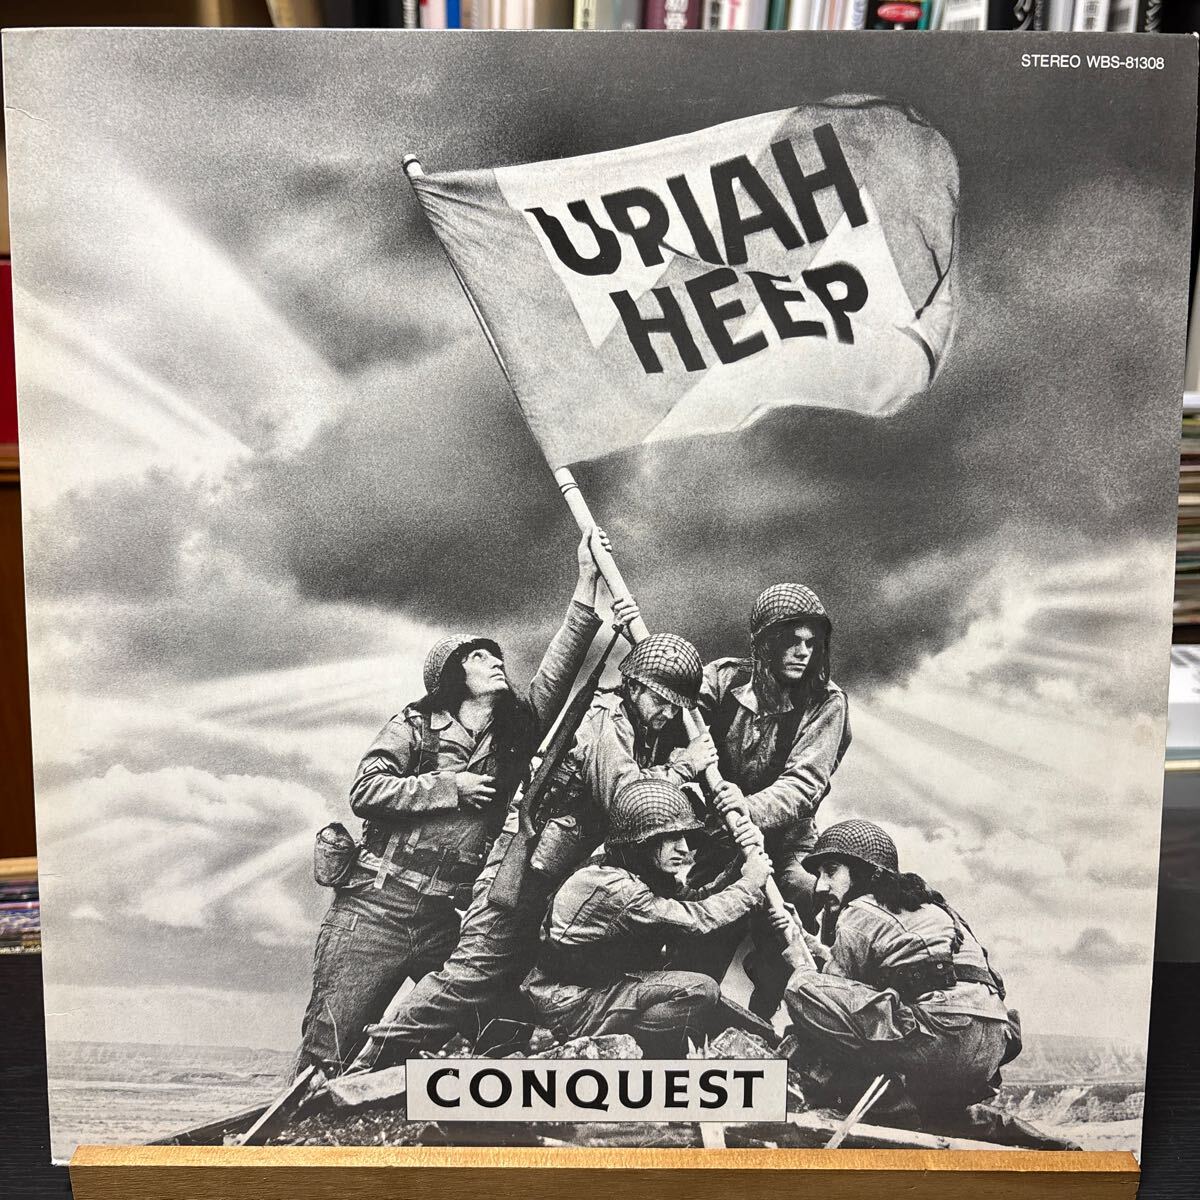 STEREO WBS-81308
URIAH
HEEP
CONQUEST